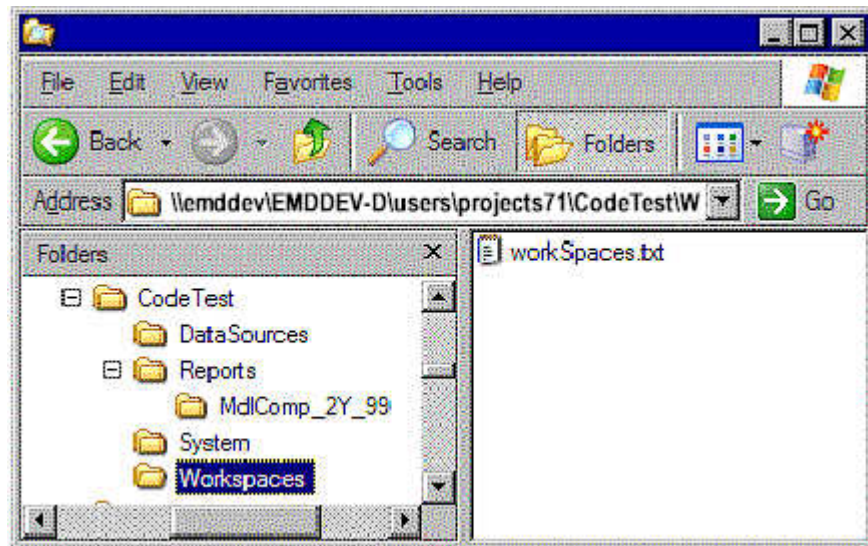 File Edit View Favorites Tools Help
Back Search Folders
Address \\emddev\EMDDEV-D\users\projects71\CodeTest\W Go
Folders
workSpaces.txt
CodeTest
DataSources
Reports
MdlComp_2Y_99
System
Workspaces